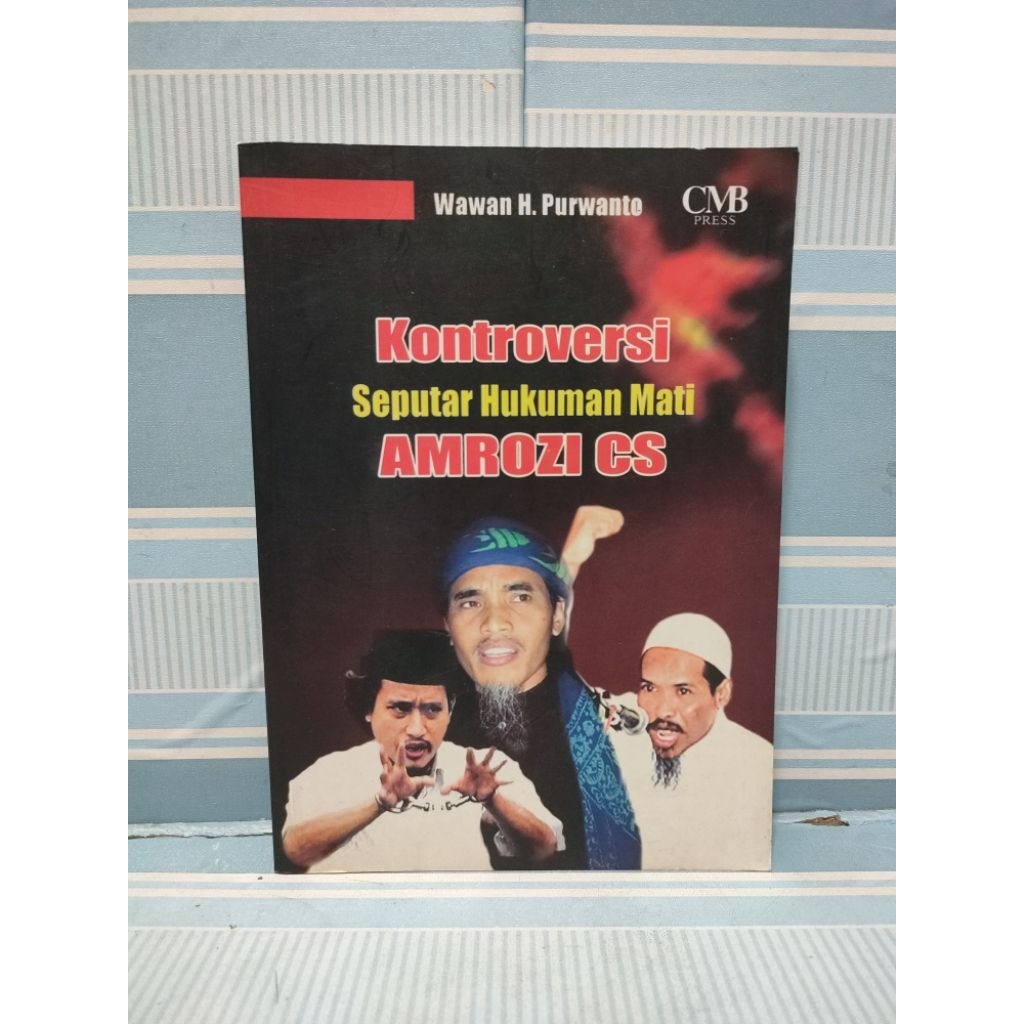 Wawan H. Purwanto
CMB
PRESS
Kontroversi
Seputar Hukuman Mati
AMROZI CS